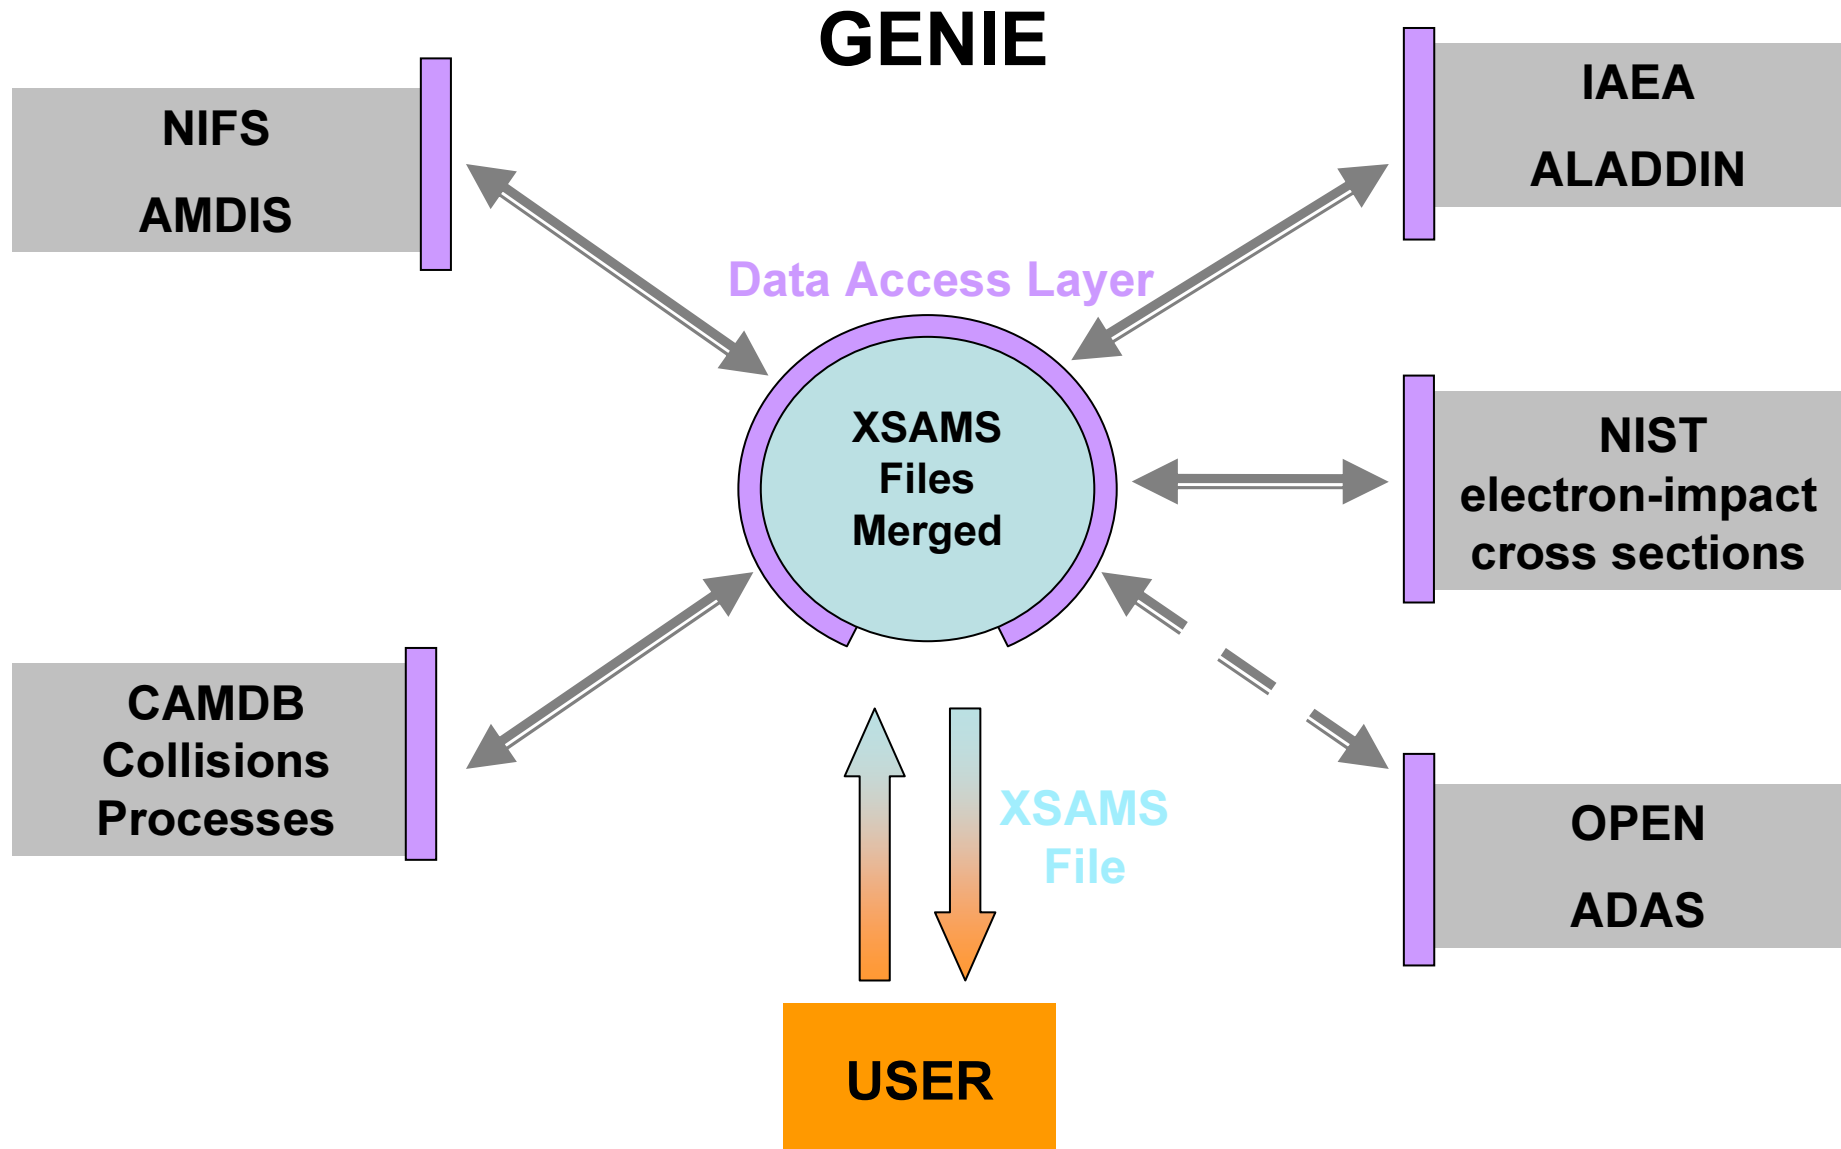 GENIE
NIFS
AMDIS
IAEA
ALADDIN
Data Access Layer
XSAMS
Files
Merged
NIST
electron-impact
cross sections
CAMDB
Collisions
Processes
XSAMS
File
OPEN
ADAS
USER